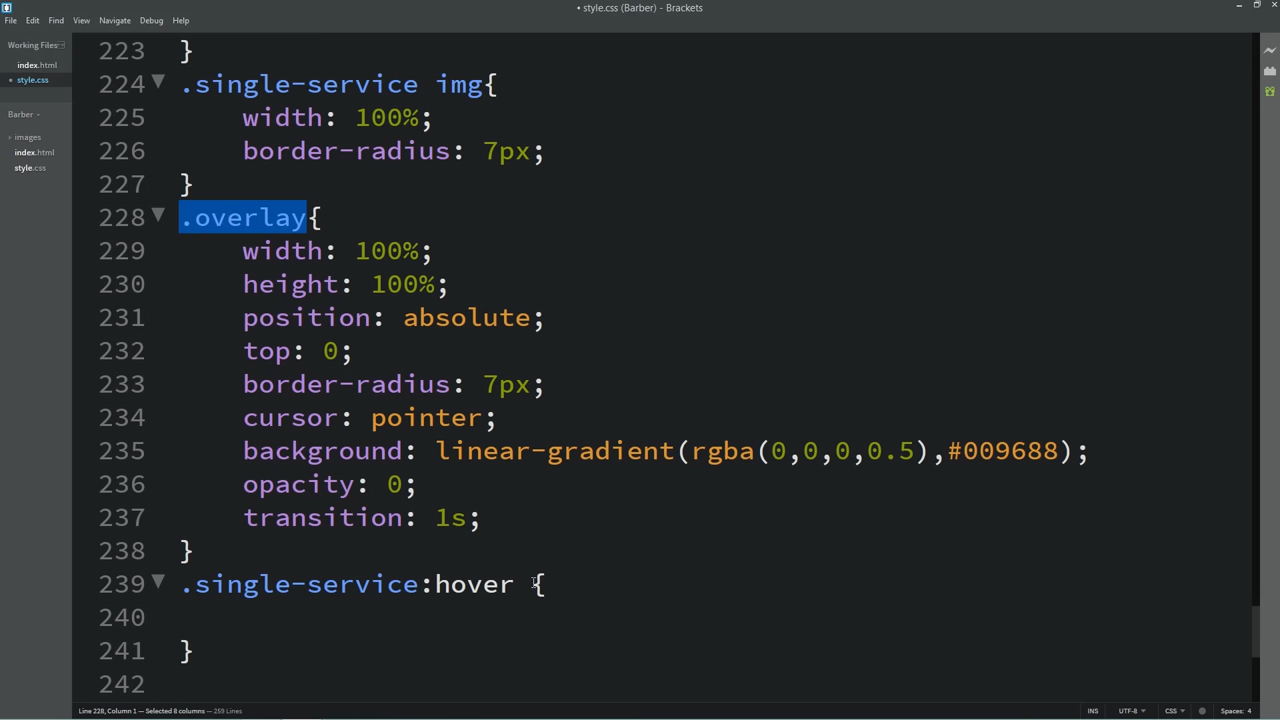 • style.css (Barber) - Brackets
File Edit Find View Navigate Debug Help
Working Files
index.html
• style.css
Barber
images
index.html
style.css
223 }
224 .single-service img{
225 width: 100%;
226 border-radius: 7px;
227 }
228 .overlay{
229 width: 100%;
230 height: 100%;
231 position: absolute;
232 top: 0;
233 border-radius: 7px;
234 cursor: pointer;
235 background: linear-gradient(rgba(0,0,0,0.5),#009688);
236 opacity: 0;
237 transition: 1s;
238 }
239 .single-service:hover {
240
241 }
242
Line 228, Column 1 — Selected 8 columns — 259 Lines
INS UTF-8 CSS Spaces: 4